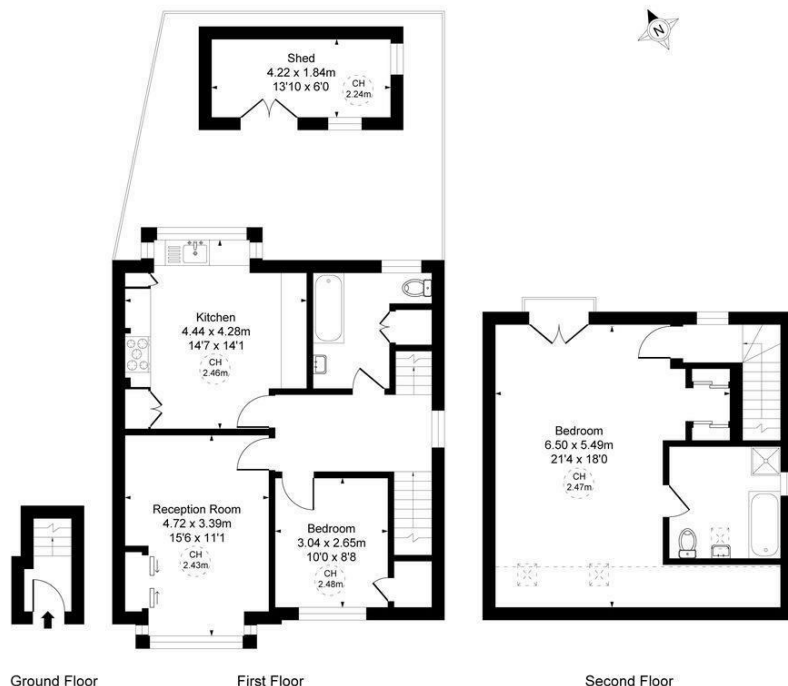 N
Shed
4.22 x 1.84m
13'10 x 6'0
CH
2.24m
Kitchen
4.44 x 4.28m
14'7 x 14'1
CH
2.46m
Reception Room
4.72 x 3.39m
15'6 x 11'1
CH
2.43m
Bedroom
3.04 x 2.65m
10'0 x 8'8
CH
2.48m
Bedroom
6.50 x 5.49m
21'4 x 18'0
CH
2.47m
Ground Floor
First Floor
Second Floor